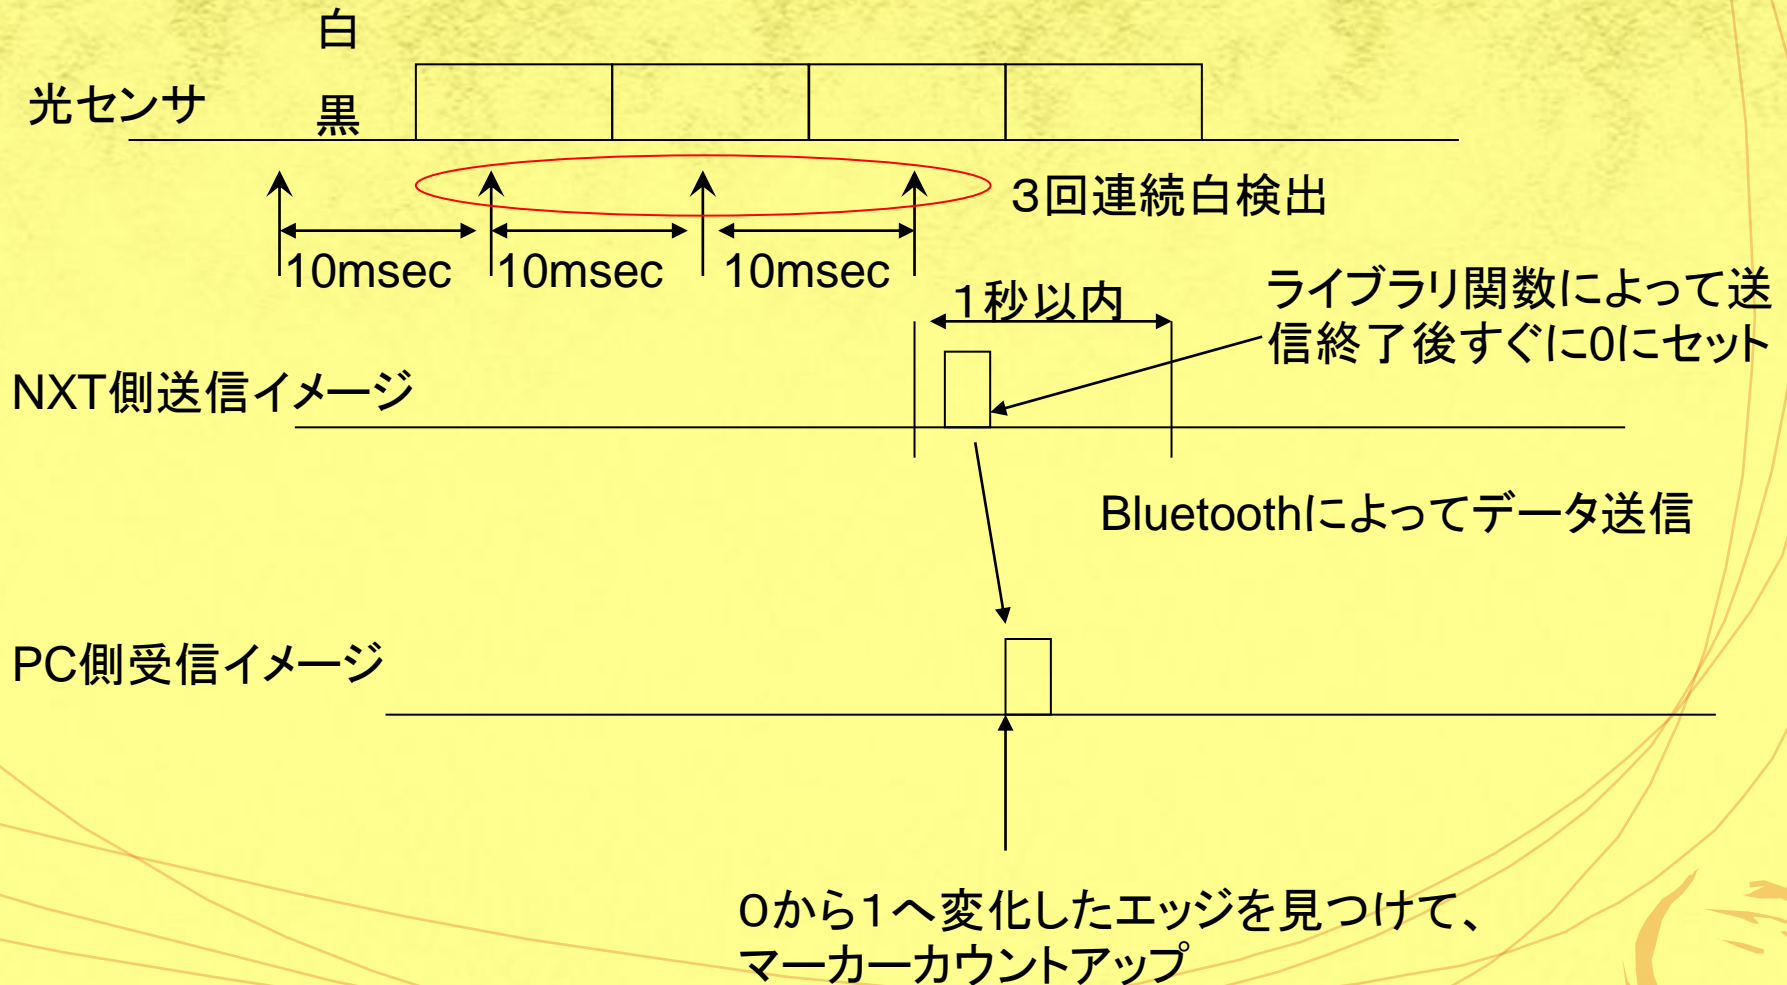 白
光センサ
黒
３回連続白検出
10msec
10msec
10msec
１秒以内
ライブラリ関数によって送
信終了後すぐに0にセット
NXT側送信イメージ
Bluetoothによってデータ送信
PC側受信イメージ
０から１へ変化したエッジを見つけて、
マーカーカウントアップ